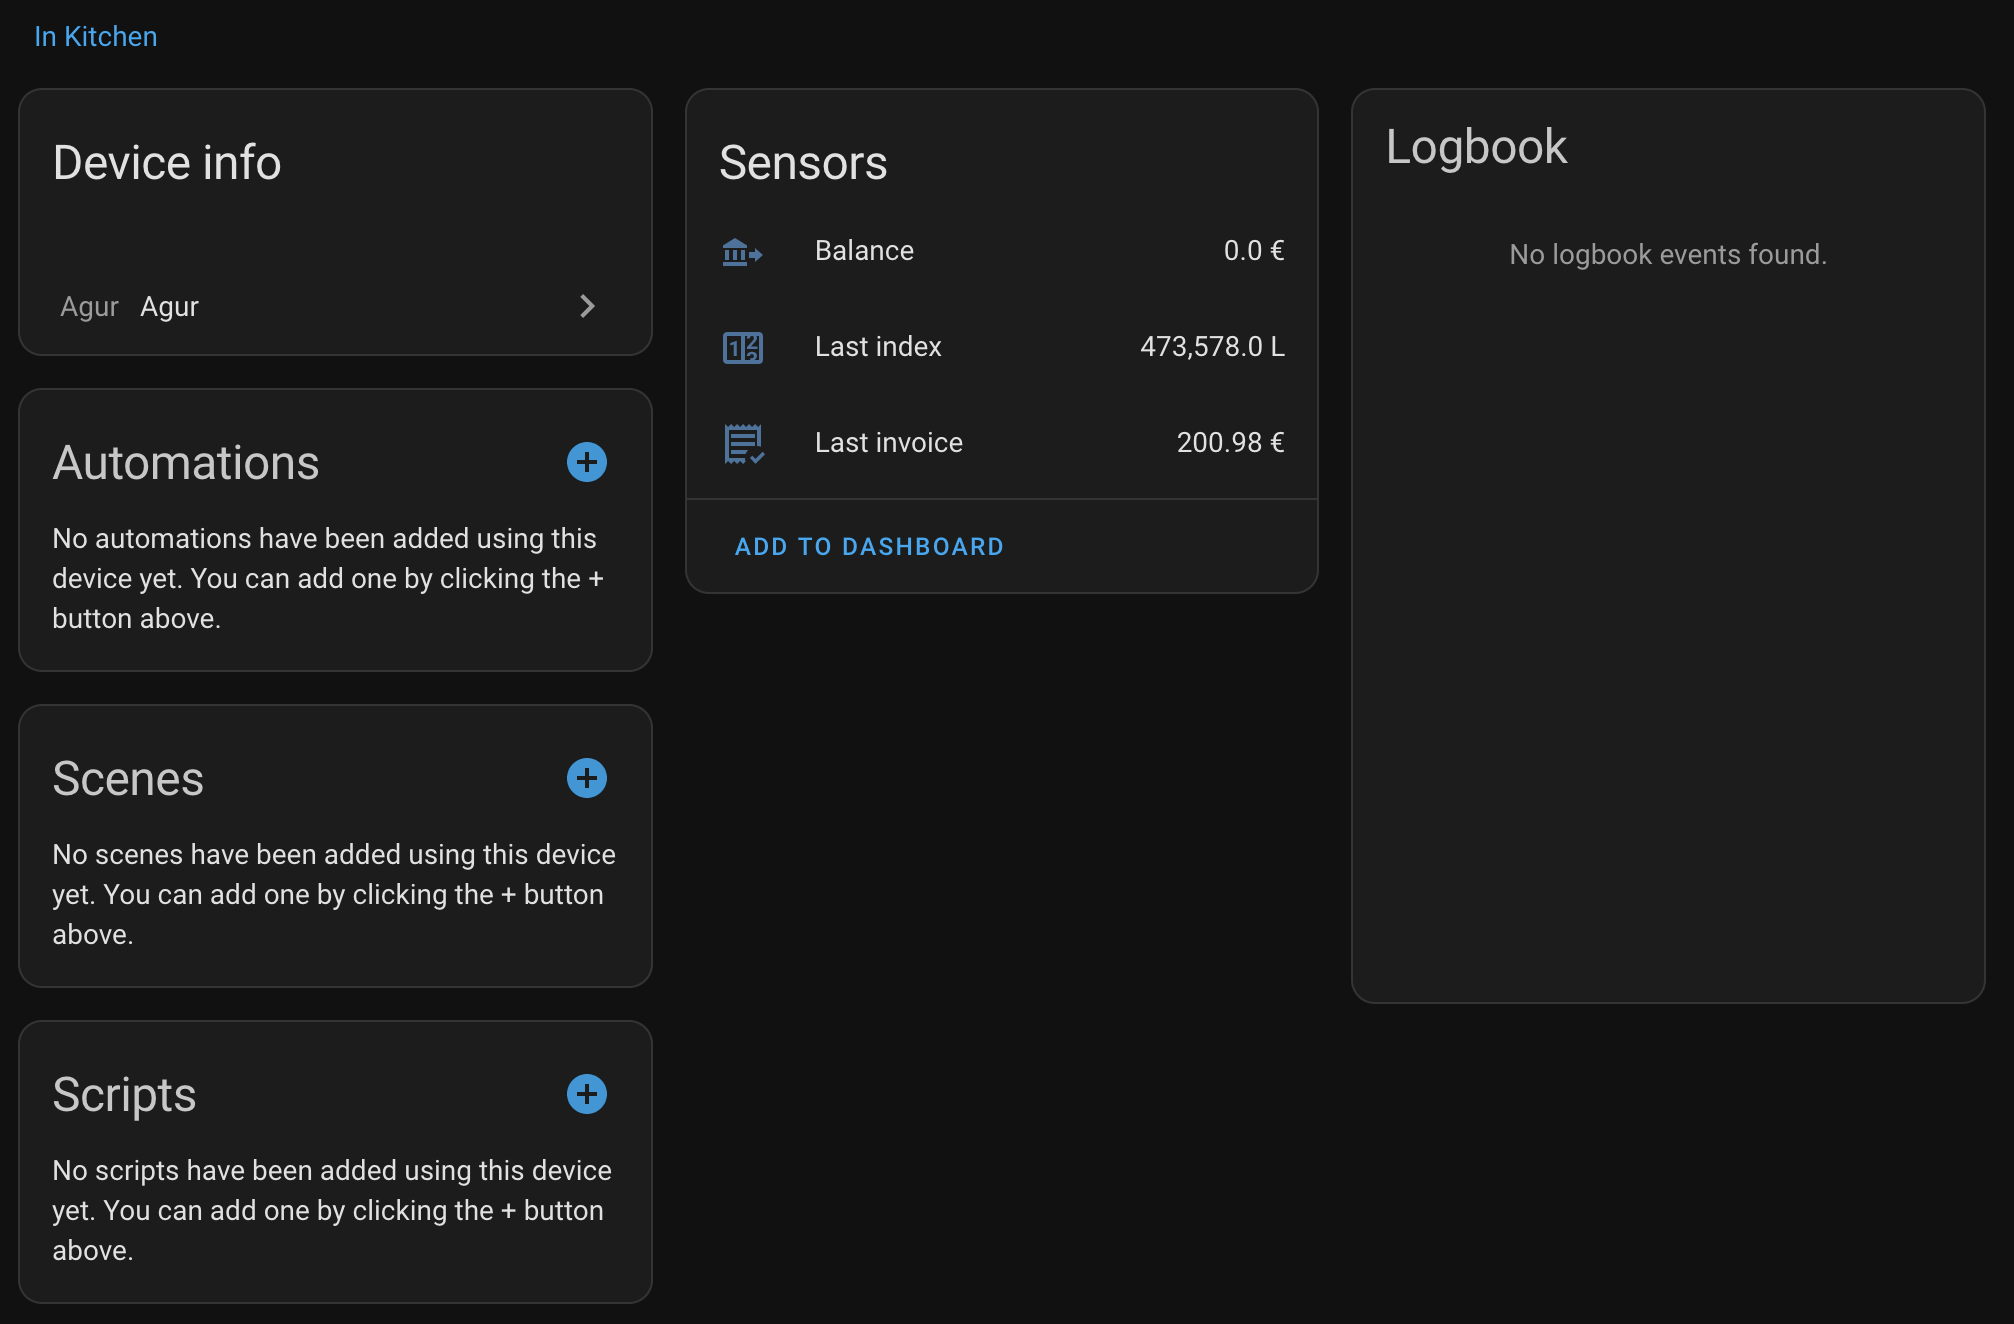 In Kitchen
Device info
Agur Agur
Automations
No automations have been added using this
device yet. You can add one by clicking the +
button above.
Scenes
No scenes have been added using this device
yet. You can add one by clicking the + button
above.
Scripts
No scripts have been added using this device
yet. You can add one by clicking the + button
above.
Sensors
Balance 0.0 €
Last index 473,578.0 L
Last invoice 200.98 €
ADD TO DASHBOARD
Logbook
No logbook events found.